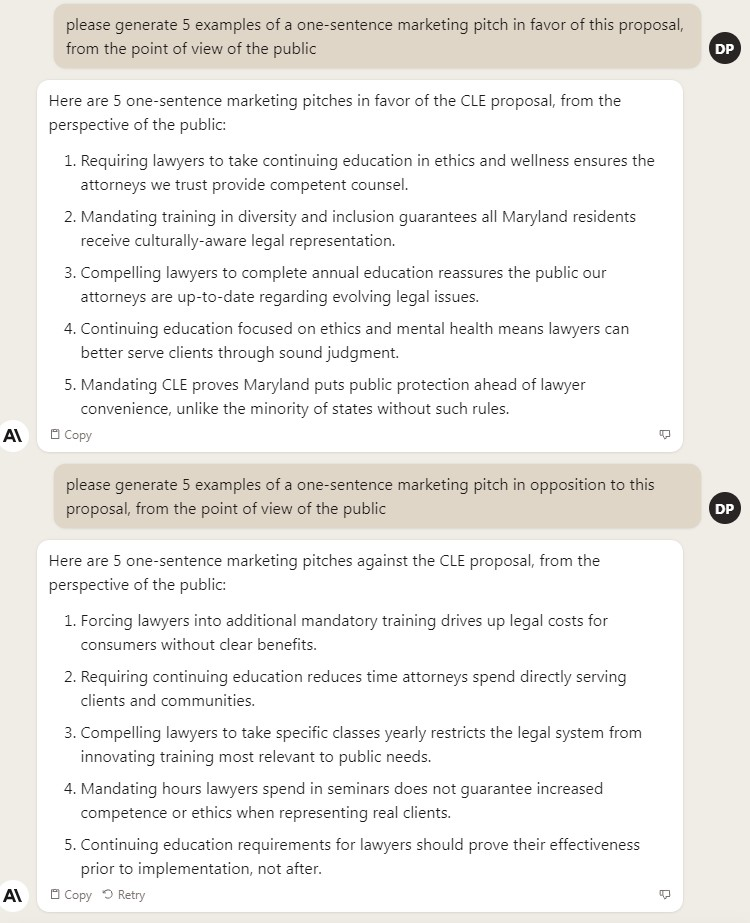 please generate 5 examples of a one-sentence marketing pitch in favor of this proposal,
from the point of view of the public
DP
Here are 5 one-sentence marketing pitches in favor of the CLE proposal, from the
perspective of the public:
1. Requiring lawyers to take continuing education in ethics and wellness ensures the
attorneys we trust provide competent counsel.
2. Mandating training in diversity and inclusion guarantees all Maryland residents
receive culturally-aware legal representation.
3. Compelling lawyers to complete annual education reassures the public our
attorneys are up-to-date regarding evolving legal issues.
4. Continuing education focused on ethics and mental health means lawyers can
better serve clients through sound judgment.
5. Mandating CLE proves Maryland puts public protection ahead of lawyer
convenience, unlike the minority of states without such rules.
A\
Copy
please generate 5 examples of a one-sentence marketing pitch in opposition to this
proposal, from the point of view of the public
DP
Here are 5 one-sentence marketing pitches against the CLE proposal, from the
perspective of the public:
1. Forcing lawyers into additional mandatory training drives up legal costs for
consumers without clear benefits.
2. Requiring continuing education reduces time attorneys spend directly serving
clients and communities.
3. Compelling lawyers to take specific classes yearly restricts the legal system from
innovating training most relevant to public needs.
4. Mandating hours lawyers spend in seminars does not guarantee increased
competence or ethics when representing real clients.
5. Continuing education requirements for lawyers should prove their effectiveness
prior to implementation, not after.
A\
Copy Retry